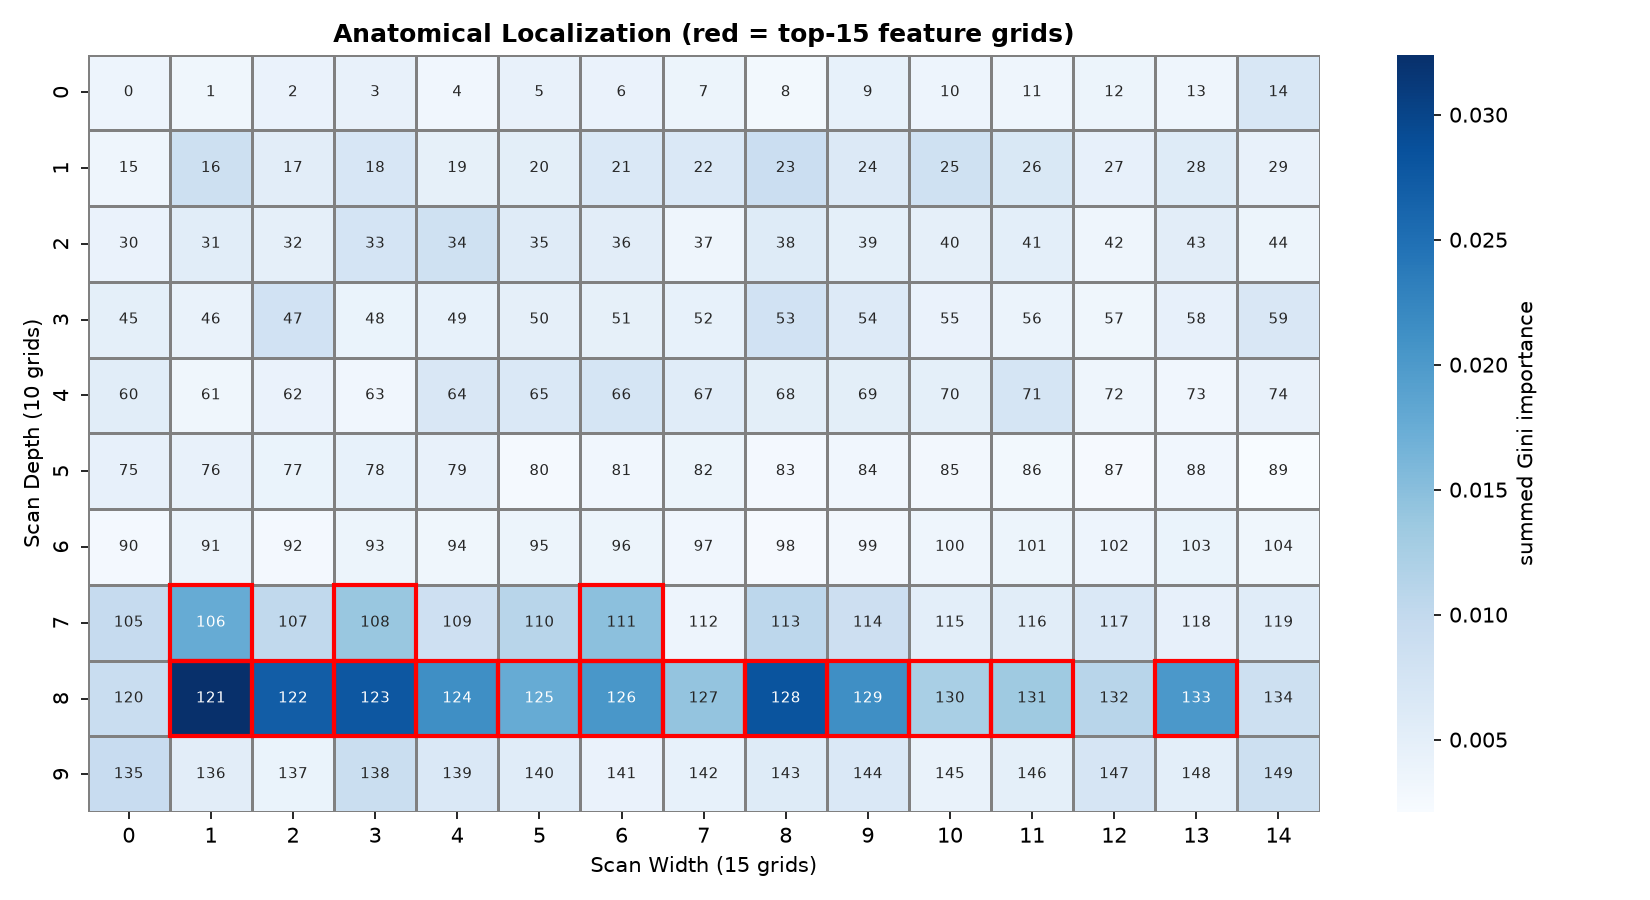 Anatomical Localization (red = top-15 feature grids)
0 0 1 2 3 4 5 6 7 8 9 10 11 12 13 14
1 15 16 17 18 19 20 21 22 23 24 25 26 27 28 29
2 30 31 32 33 34 35 36 37 38 39 40 41 42 43 44
3 45 46 47 48 49 50 51 52 53 54 55 56 57 58 59
4 60 61 62 63 64 65 66 67 68 69 70 71 72 73 74
5 75 76 77 78 79 80 81 82 83 84 85 86 87 88 89
6 90 91 92 93 94 95 96 97 98 99 100 101 102 103 104
7 105 106 107 108 109 110 111 112 113 114 115 116 117 118 119
8 120 121 122 123 124 125 126 127 128 129 130 131 132 133 134
9 135 136 137 138 139 140 141 142 143 144 145 146 147 148 149
0 1 2 3 4 5 6 7 8 9 10 11 12 13 14
Scan Width (15 grids)
Scan Depth (10 grids)
0.030
0.025
0.020
0.015
0.010
0.005
summed Gini importance